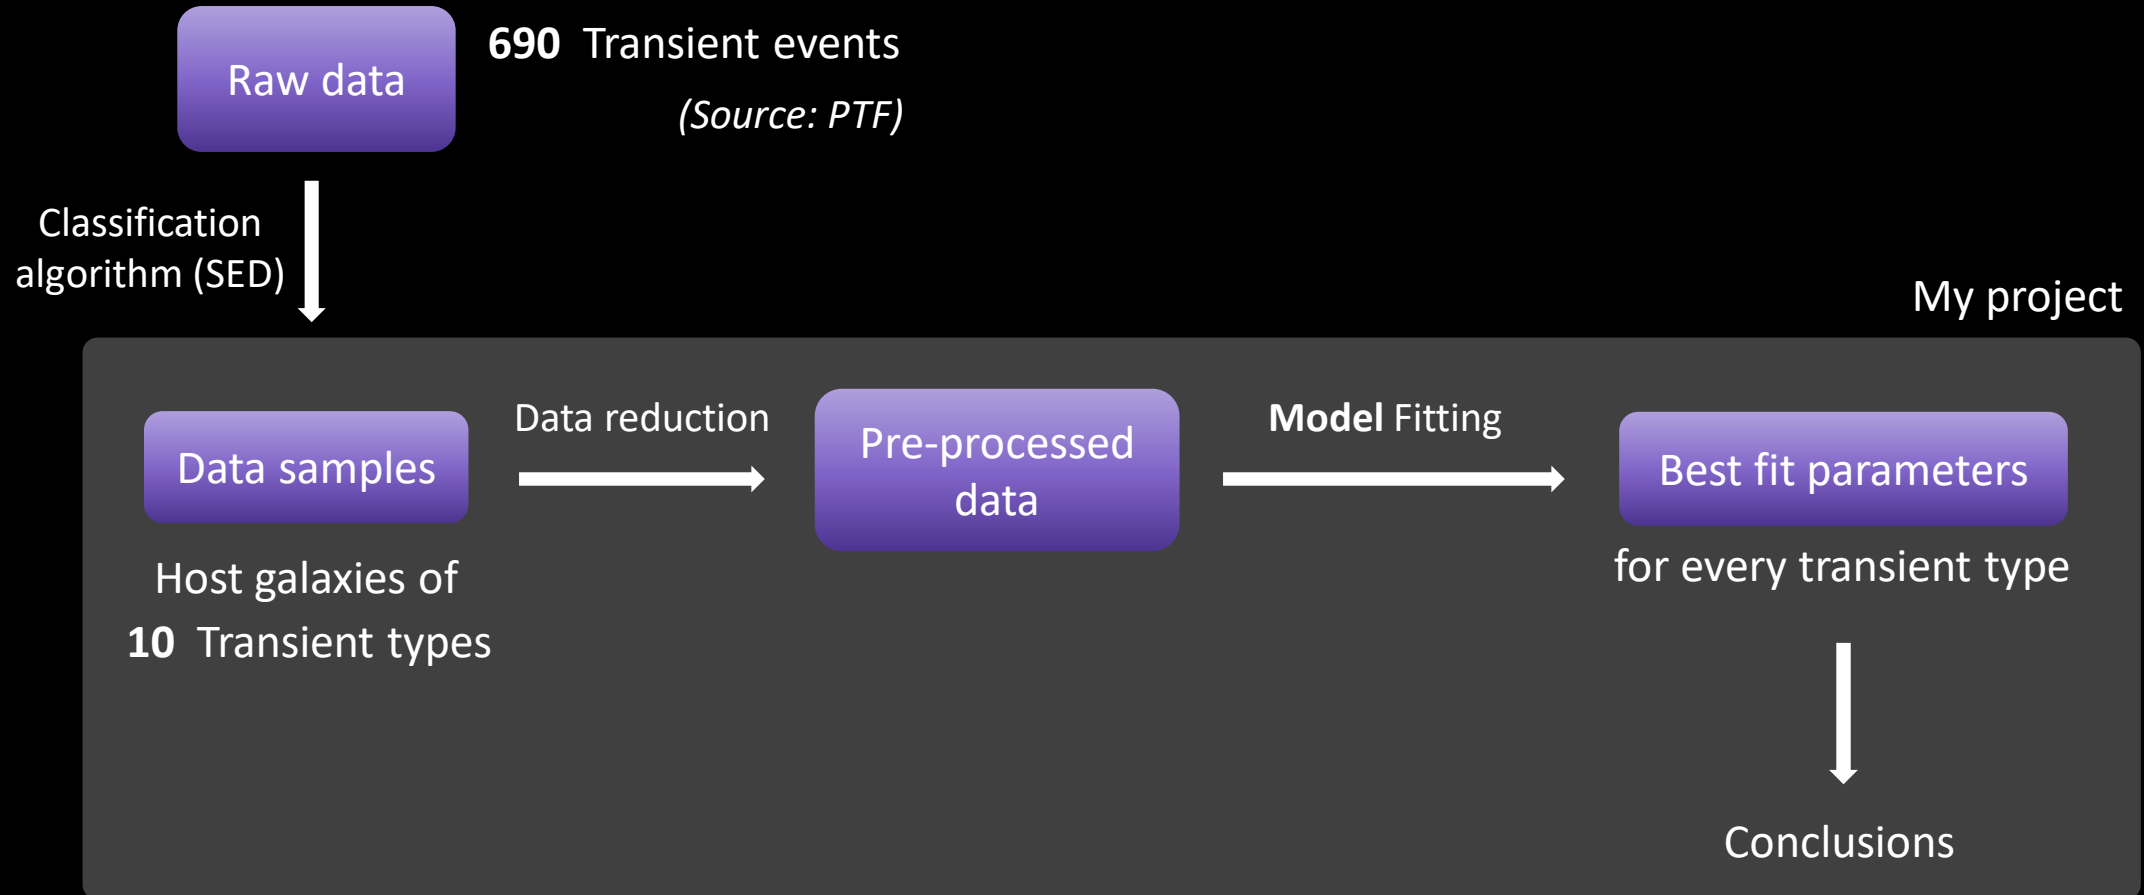 Raw data
690 Transient events
(Source: PTF)
Classification
algorithm (SED)
My project
Data samples
Data reduction
Pre-processed
data
Model Fitting
Best fit parameters
Host galaxies of
10 Transient types
for every transient type
Conclusions